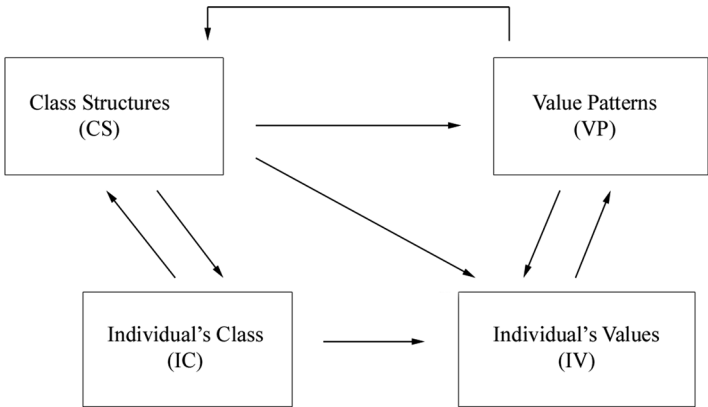 Class Structures
(CS)
Value Patterns
(VP)
Individual’s Class
(IC)
Individual’s Values
(IV)